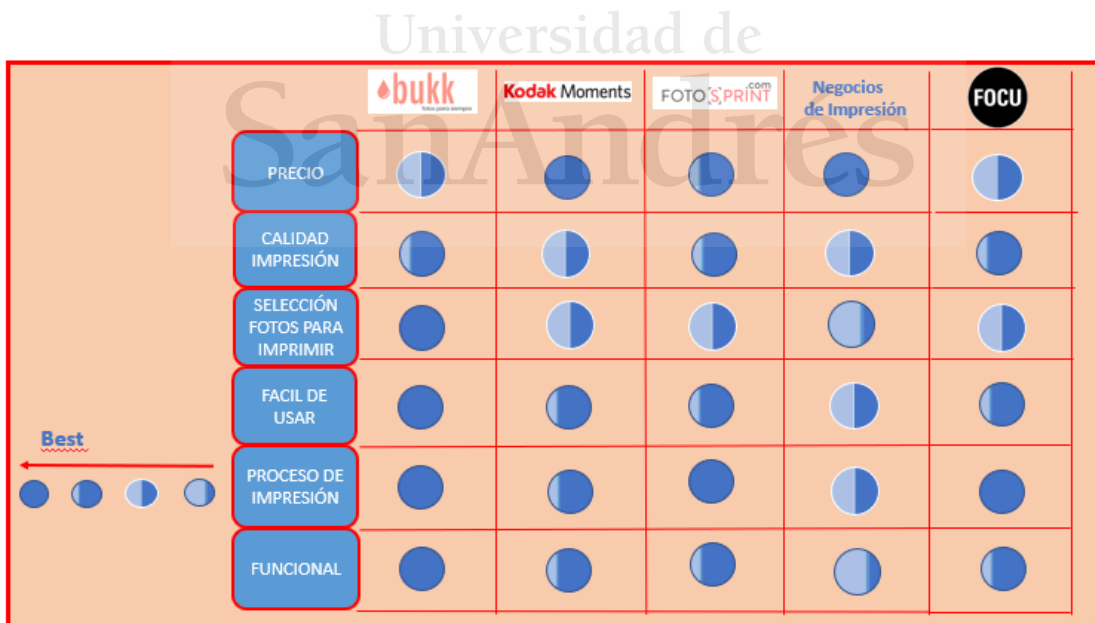 Universidad de
SanAndrés
bukk
fotos para siempre
Kodak Moments
FOTO[S]PRINT.com
Negocios
de Impresión
FOCU
PRECIO
CALIDAD
IMPRESIÓN
SELECCIÓN
FOTOS PARA
IMPRIMIR
FACIL DE
USAR
Best
PROCESO DE
IMPRESIÓN
FUNCIONAL